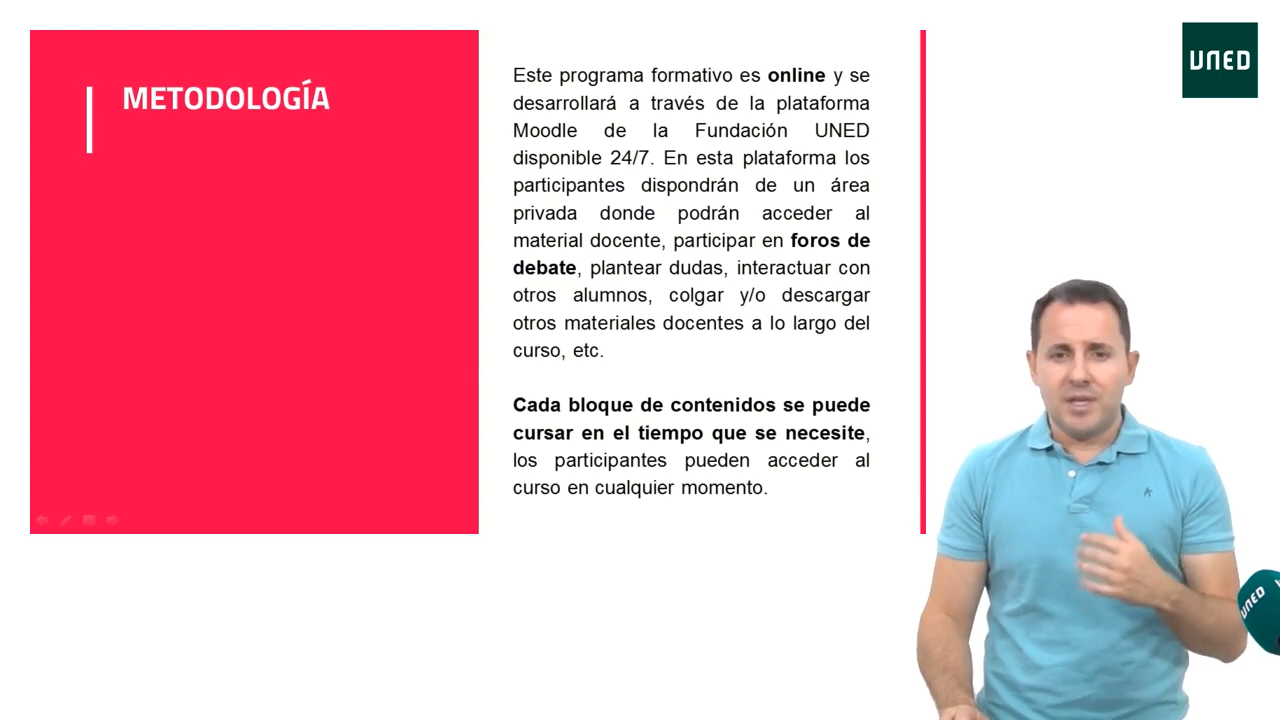 METODOLOGÍA
Este programa formativo es online y se
desarrollará a través de la plataforma
Moodle de la Fundación UNED
disponible 24/7. En esta plataforma los
participantes dispondrán de un área
privada donde podrán acceder al
material docente, participar en foros de
debate, plantear dudas, interactuar con
otros alumnos, colgar y/o descargar
otros materiales docentes a lo largo del
curso, etc.
Cada bloque de contenidos se puede
cursar en el tiempo que se necesite,
los participantes pueden acceder al
curso en cualquier momento.
UNED
UNED